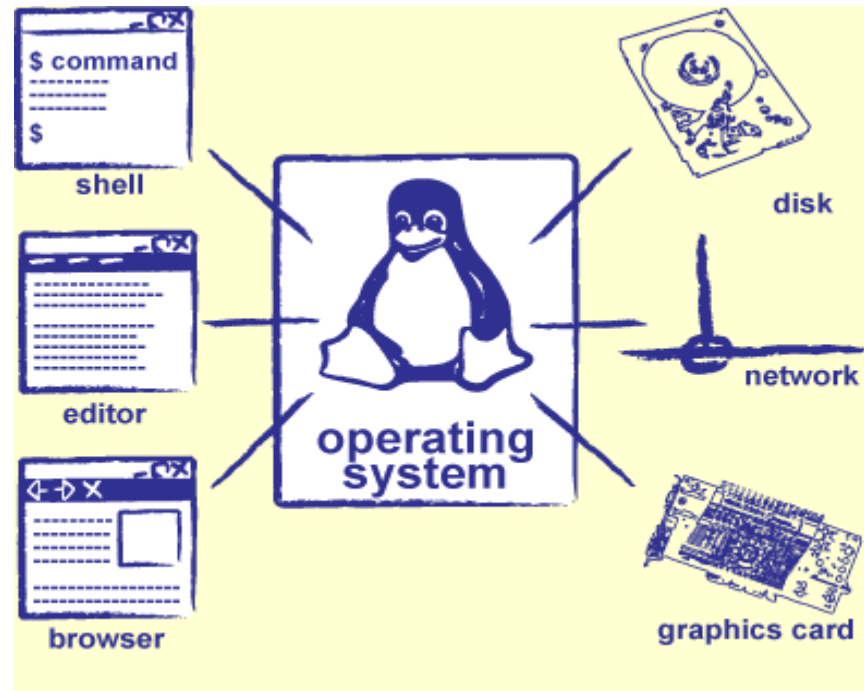 $ command
$
shell
editor
browser
operating
system
disk
network
graphics card